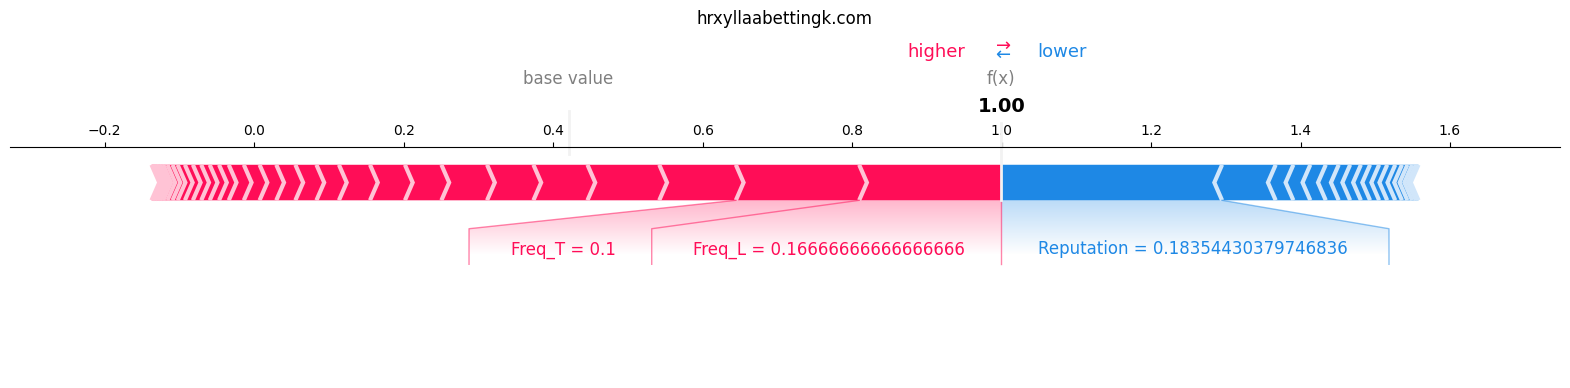 hrxyllaabettingk.com
higher ⇄ lower
base value f(x)
1.00
−0.2 0.0 0.2 0.4 0.6 0.8 1.0 1.2 1.4 1.6
Freq_T = 0.1 Freq_L = 0.16666666666666666 Reputation = 0.18354430379746836